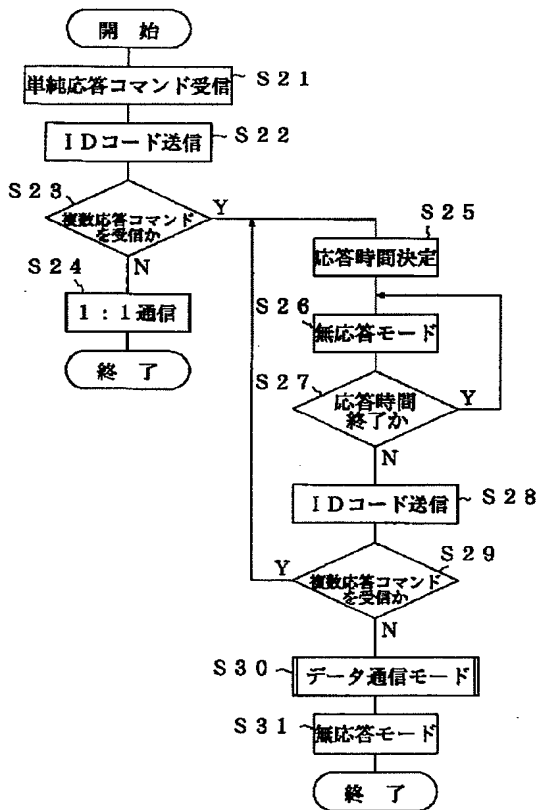 開 始
単純応答コマンド受信
S21
IDコード送信
S22
S23
複数応答コマンド
を受信か
Y
N
S24
1:1通信
終 了
S25
応答時間決定
S26
無応答モード
S27
応答時間
終了か
Y
N
IDコード送信
S28
S29
Y
複数応答コマンド
を受信か
N
S30
データ通信モード
S31
無応答モード
終 了